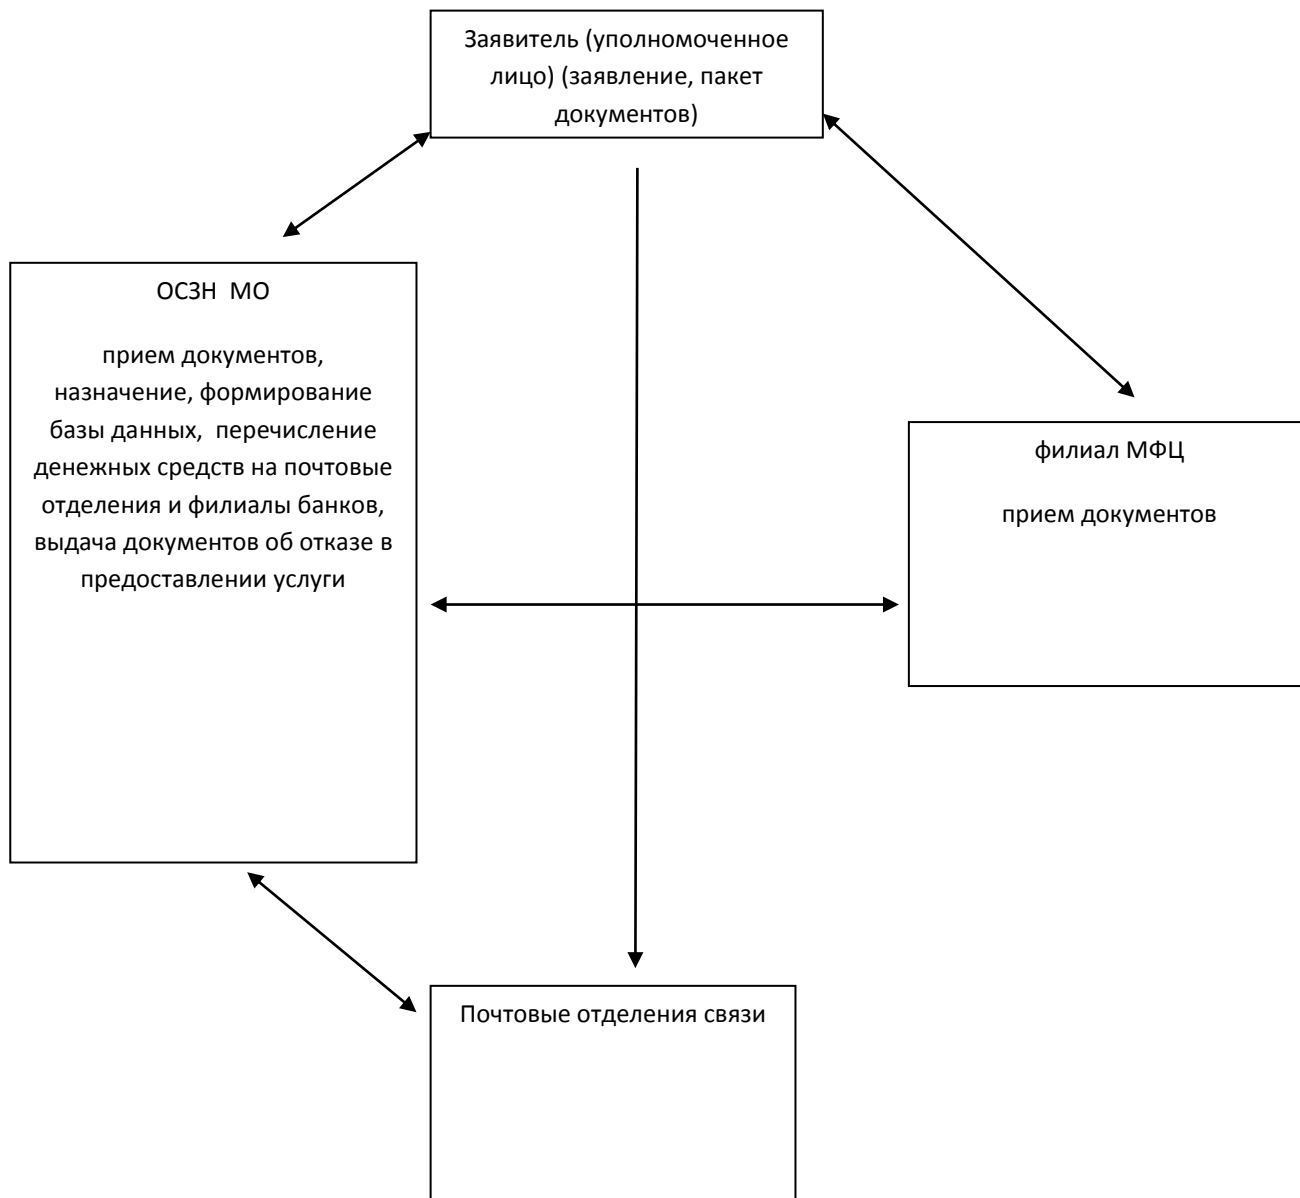 Заявитель (уполномоченное
лицо) (заявление, пакет
документов)
ОСЗН  МО
прием документов,
назначение, формирование
базы данных,  перечисление
денежных средств на почтовые
отделения и филиалы банков,
выдача документов об отказе в
предоставлении услуги
филиал МФЦ
прием документов
Почтовые отделения связи